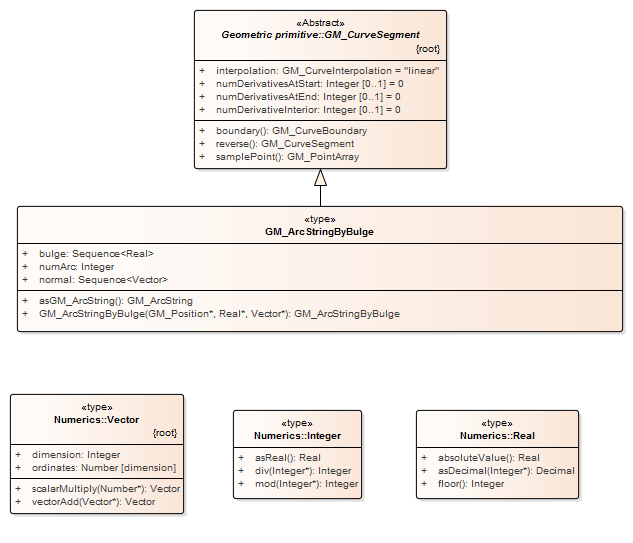 «Abstract»
Geometric primitive::GM_CurveSegment
{root}
+ interpolation: GM_CurveInterpolation = "linear"
+ numDerivativesAtStart: Integer [0..1] = 0
+ numDerivativesAtEnd: Integer [0..1] = 0
+ numDerivativeInterior: Integer [0..1] = 0
+ boundary(): GM_CurveBoundary
+ reverse(): GM_CurveSegment
+ samplePoint(): GM_PointArray
«type»
GM_ArcStringByBulge
+ bulge: Sequence<Real>
+ numArc: Integer
+ normal: Sequence<Vector>
+ asGM_ArcString(): GM_ArcString
+ GM_ArcStringByBulge(GM_Position*, Real*, Vector*): GM_ArcStringByBulge
«type»
Numerics::Vector
{root}
+ dimension: Integer
+ ordinates: Number [dimension]
+ scalarMultiply(Number*): Vector
+ vectorAdd(Vector*): Vector
«type»
Numerics::Integer
+ asReal(): Real
+ div(Integer*): Integer
+ mod(Integer*): Integer
«type»
Numerics::Real
+ absoluteValue(): Real
+ asDecimal(Integer*): Decimal
+ floor(): Integer